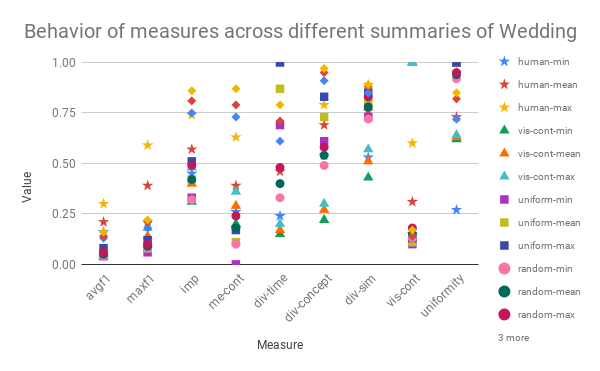 Behavior of measures across different summaries of Wedding
1.00
0.75
0.50
0.25
0.00
Value
avgf1
maxf1
imp
me-cont
div-time
div-concept
div-sim
vis-cont
uniformity
Measure
human-min
human-mean
human-max
vis-cont-min
vis-cont-mean
vis-cont-max
uniform-min
uniform-mean
uniform-max
random-min
random-mean
random-max
3 more